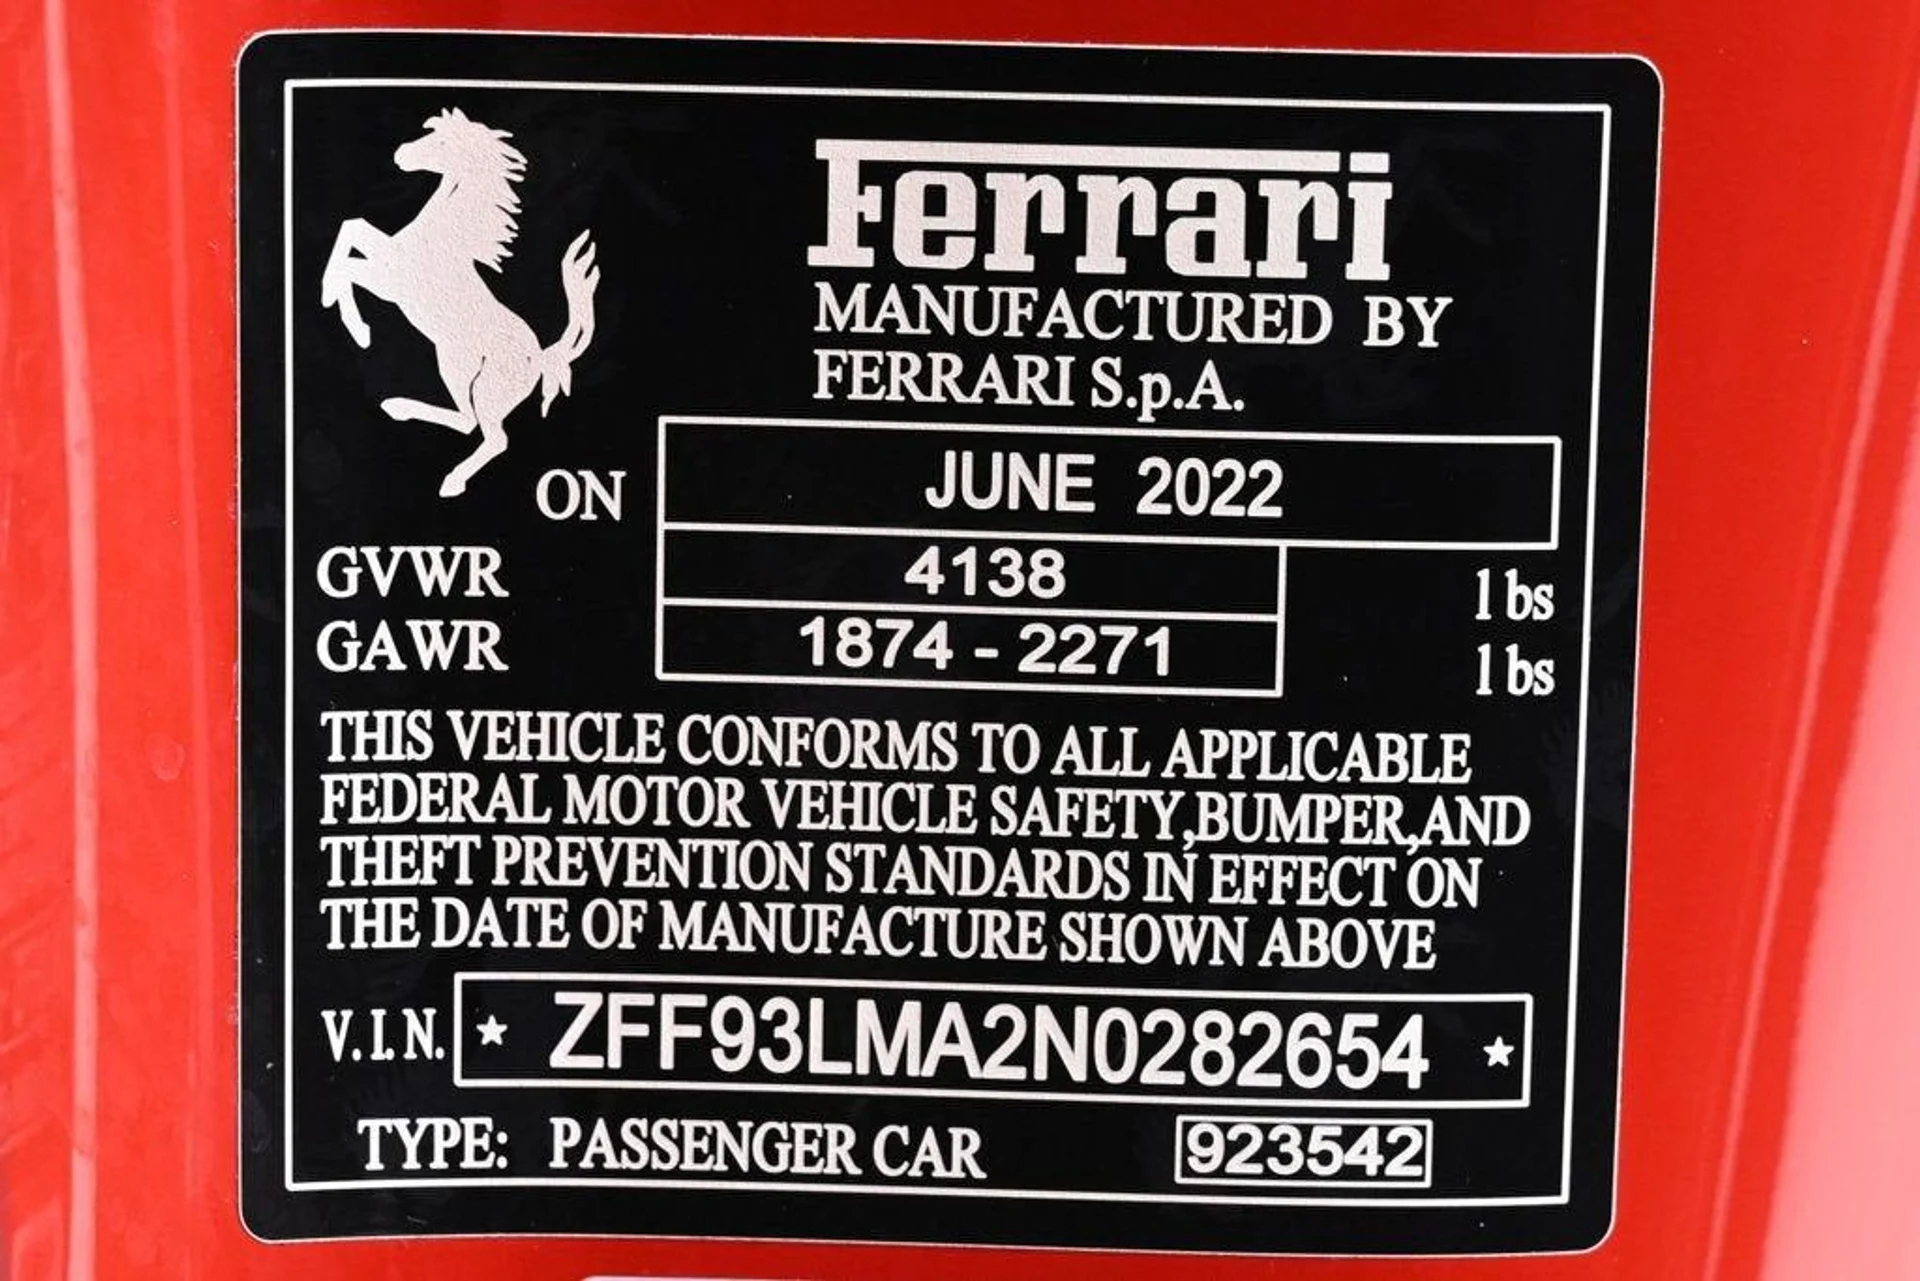 Ferrari
MANUFACTURED BY
FERRARI S.p.A.
ON JUNE 2022
GVWR 4138 lbs
GAWR 1874 - 2271 lbs
THIS VEHICLE CONFORMS TO ALL APPLICABLE
FEDERAL MOTOR VEHICLE SAFETY,BUMPER,AND
THEFT PREVENTION STANDARDS IN EFFECT ON
THE DATE OF MANUFACTURE SHOWN ABOVE
V.I.N. ★ ZFF93LMA2N0282654 ★
TYPE: PASSENGER CAR 923542